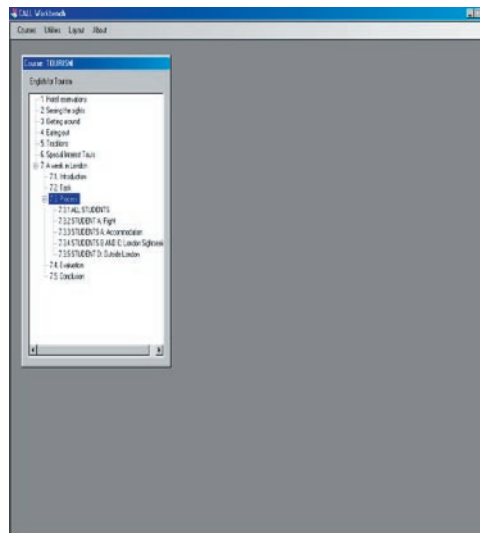 CALL Workbench
Courses Utilities Layout About
Course: TOURISM
English for Tourism
1. Hotel reservations
2. Seeing the sights
3. Getting around
4. Eating out
5. Traditions
6. Special Interest Tours
7. A week in London
7.1. Introduction
7.2. Task
7.3. Process
7.3.1 ALL STUDENTS
7.3.2 STUDENT A: Flight
7.3.3 STUDENTS A: Accommodation
7.3.4 STUDENTS B AND C: London Sightseei
7.3.5 STUDENT D: Outside London
7.4. Evaluation
7.5. Conclusion